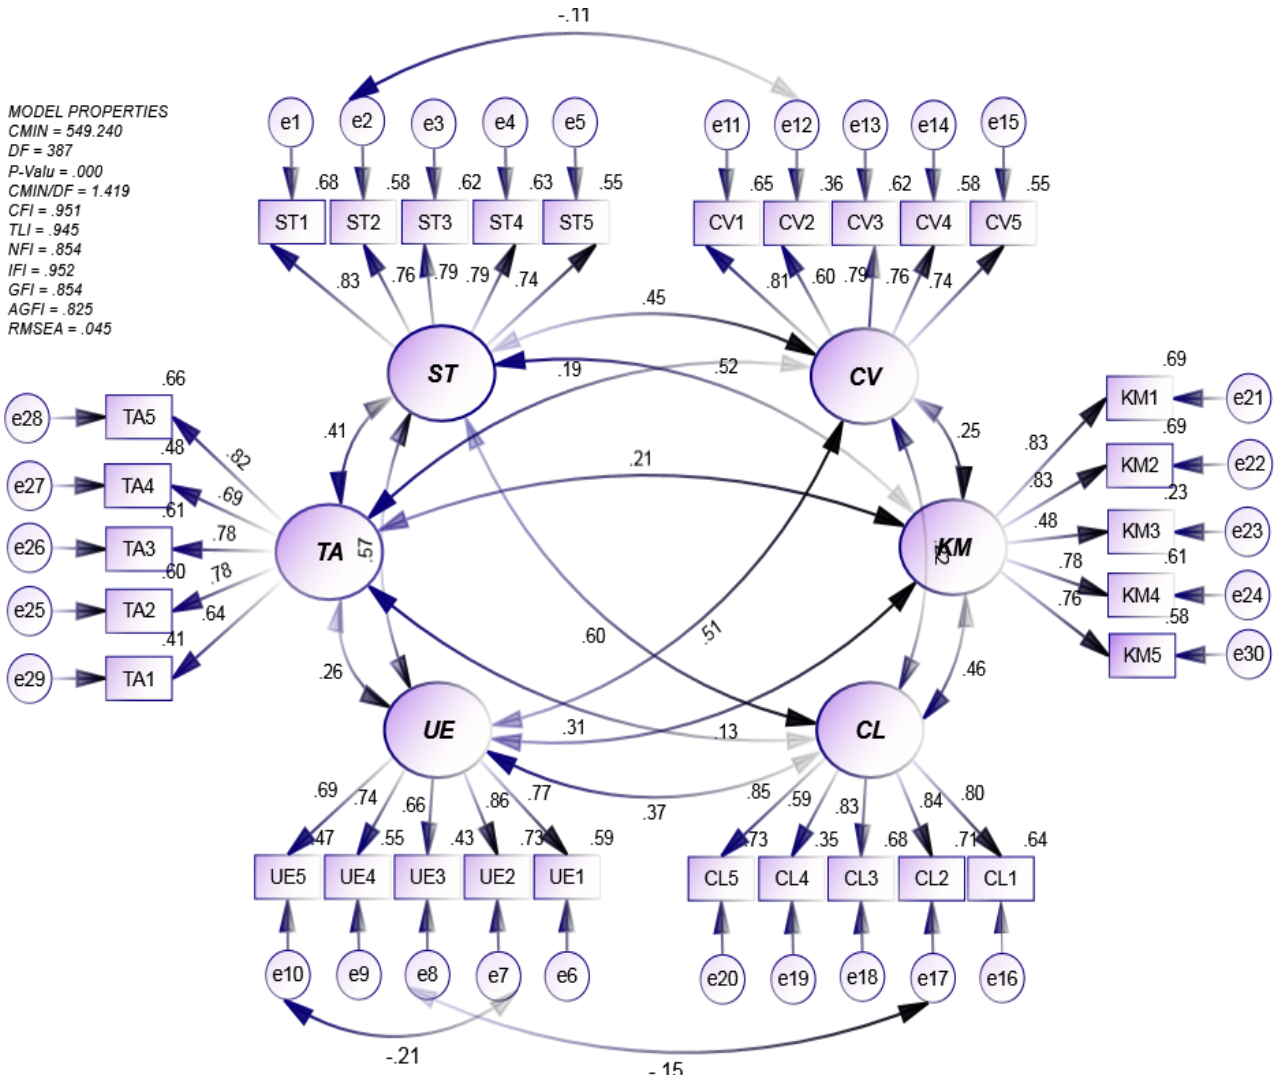 -.11
MODEL PROPERTIES
CMIN = 549.240
DF = 387
P-Valu = .000
CMIN/DF = 1.419
CFI = .951
TLI = .945
NFI = .854
IFI = .952
GFI = .854
AGFI = .825
RMSEA = .045
e1 e2 e3 e4 e5 e11 e12 e13 e14 e15
.68 .58 .62 .63 .55 .65 .36 .62 .58 .55
ST1 ST2 ST3 ST4 ST5 CV1 CV2 CV3 CV4 CV5
.83 .76 .79 .79 .74 .81 .60 .79 .76 .74
.45
ST CV
.19 .52
.66 .69
e28 TA5 KM1 e21
.41 .25
.48 .82 .83 .69
e27 TA4 KM2 e22
.69 .21 .83
.61 .23
e26 TA3 .78 .48 KM3 e23
TA .57 KM
.60 .78 .78 .61
e25 TA2 KM4 e24
.64 .76
.41 .60 .51 .58
e29 TA1 KM5 e30
.26 .46
UE CL
.31 .13
.69 .74 .66 .86 .77 .37 .85 .59 .83 .84 .80
.47 .55 .43 .73 .59 .73 .35 .68 .71 .64
UE5 UE4 UE3 UE2 UE1 CL5 CL4 CL3 CL2 CL1
e10 e9 e8 e7 e6 e20 e19 e18 e17 e16
-.21
-.15